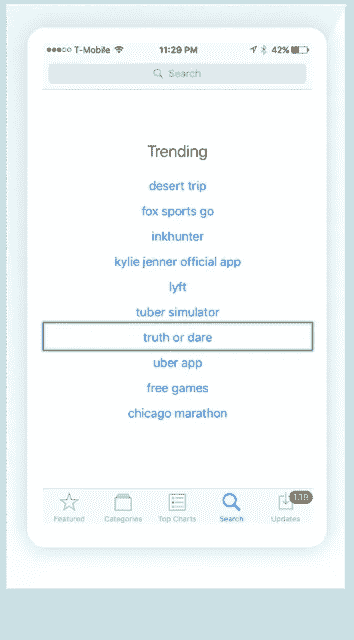 T-Mobile 11:29 PM 42%
Search
Trending
desert trip
fox sports go
inkhunter
kylie jenner official app
lyft
tuber simulator
truth or dare
uber app
free games
chicago marathon
Featured Categories Top Charts Search Updates